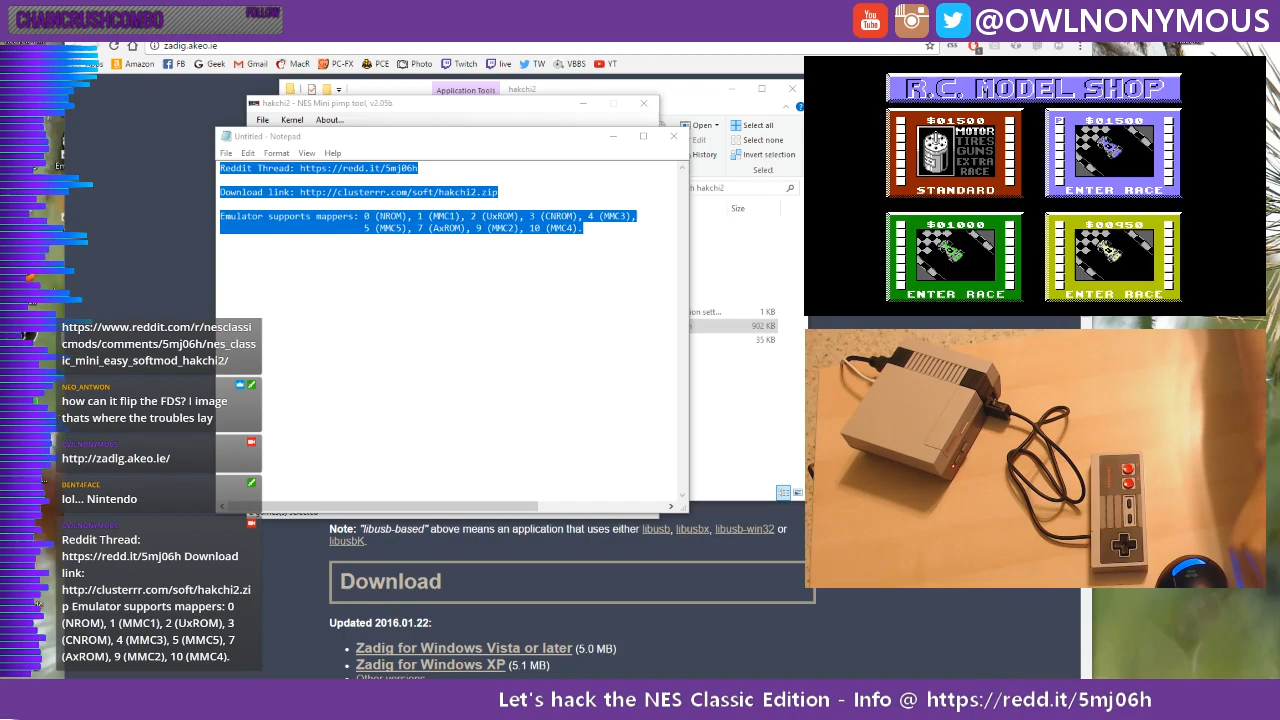 CHAINCRUSHCOMBO
FOLLOW
@OWLNONYMOUS
zadig.akeo.ie
Amazon
FB
Geek
Gmail
MacR
PC-FX
PCE
Photo
Twitch
live
TW
VBBS
YT
Application Tools
hakchi2
hakchi2 - NES Mini pimp tool, v2.05b
File
Kernel
About...
Open
Select all
Select none
History
Invert selection
Select
h hakchi2
Size
on sett...
1 KB
902 KB
35 KB
Untitled - Notepad
File
Edit
Format
View
Help
Reddit Thread: https://redd.it/5mj06h
Download link: http://clusterrr.com/soft/hakchi2.zip
Emulator supports mappers: 0 (NROM), 1 (MMC1), 2 (UxROM), 3 (CNROM), 4 (MMC3),
5 (MMC5), 7 (AxROM), 9 (MMC2), 10 (MMC4).
R.C. MODEL SHOP
$01500
MOTOR
TIRES
GUNS
EXTRA
RACE
STANDARD
$01500
ENTER RACE
$01000
ENTER RACE
$00950
ENTER RACE
https://www.reddit.com/r/nesclassi
cmods/comments/5mj06h/nes_class
ic_mini_easy_softmod_hakchi2/
NEO_ANTWON
how can it flip the FDS? I image
thats where the troubles lay
OWLNONYMOUS
http://zadig.akeo.ie/
DENT4FACE
lol... Nintendo
OWLNONYMOUS
Reddit Thread:
https://redd.it/5mj06h Download
link:
http://clusterrr.com/soft/hakchi2.zi
p Emulator supports mappers: 0
(NROM), 1 (MMC1), 2 (UxROM), 3
(CNROM), 4 (MMC3), 5 (MMC5), 7
(AxROM), 9 (MMC2), 10 (MMC4).
Note: "libusb-based" above means an application that uses either libusb, libusbx, libusb-win32 or
libusbK.
Download
Updated 2016.01.22:
Zadig for Windows Vista or later (5.0 MB)
Zadig for Windows XP (5.1 MB)
Other versions
Let's hack the NES Classic Edition - Info @ https://redd.it/5mj06h